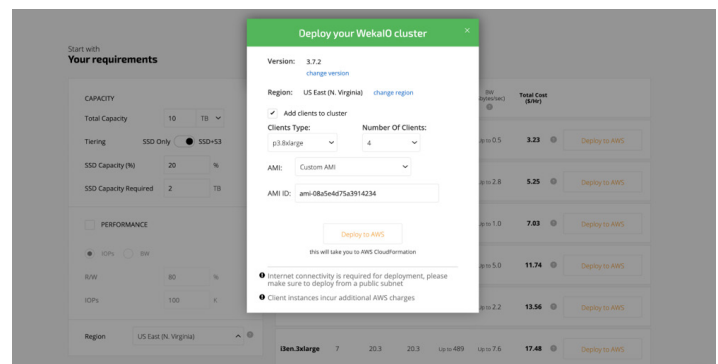 Start with
Your requirements
CAPACITY
Total Capacity 10 TB
Tiering SSD Only SSD+S3
SSD Capacity (%) 20 %
SSD Capacity Required 2 TB
PERFORMANCE
IOPs BW
R/W 80 %
IOPs 100 K
Region US East (N. Virginia)
Deploy your WekaIO cluster ×
Version: 3.7.2
change version
Region: US East (N. Virginia) change region
Add clients to cluster
Clients Type: Number Of Clients:
p3.8xlarge 4
AMI: Custom AMI
AMI ID: ami-08a5e4d75a3914234
Deploy to AWS
this will take you to AWS CloudFormation
Internet connectivity is required for deployment, please
make sure to deploy from a public subnet
Client instances incur additional AWS charges
BW Total Cost
($/Hr)
Up to 0.5 3.23 Deploy to AWS
Up to 2.8 5.25 Deploy to AWS
Up to 1.0 7.03 Deploy to AWS
Up to 5.0 11.74 Deploy to AWS
Up to 2.2 13.56 Deploy to AWS
i3en.3xlarge 7 20.3 20.3 Up to 489 Up to 7.6 17.48 Deploy to AWS